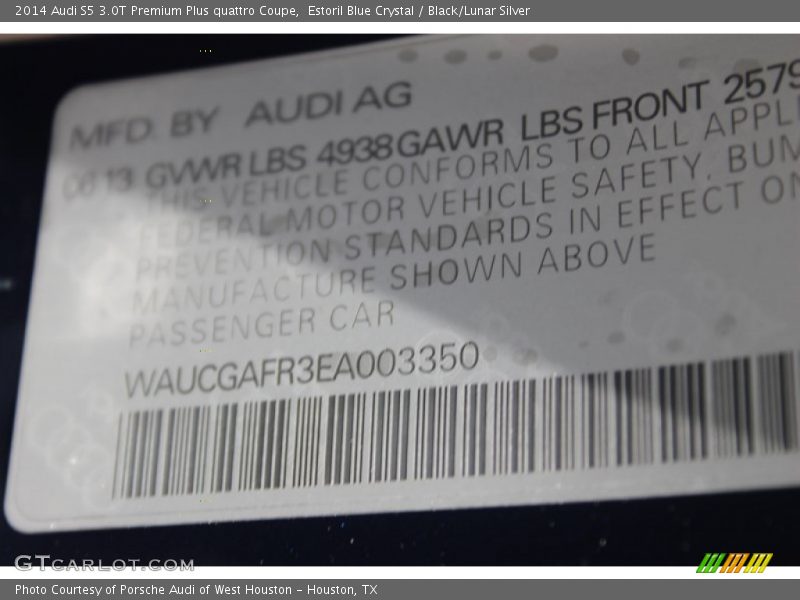 2014 Audi S5 3.0T Premium Plus quattro Coupe,  Estoril Blue Crystal / Black/Lunar Silver
MFD. BY AUDI AG
06 13 GVWR LBS 4938 GAWR LBS FRONT 2579
THIS VEHICLE CONFORMS TO ALL APPLI
FEDERAL MOTOR VEHICLE SAFETY, BUM
PREVENTION STANDARDS IN EFFECT ON
MANUFACTURE SHOWN ABOVE
PASSENGER CAR
WAUCGAFR3EA003350
GTCARLOT.COM
Photo Courtesy of Porsche Audi of West Houston - Houston, TX